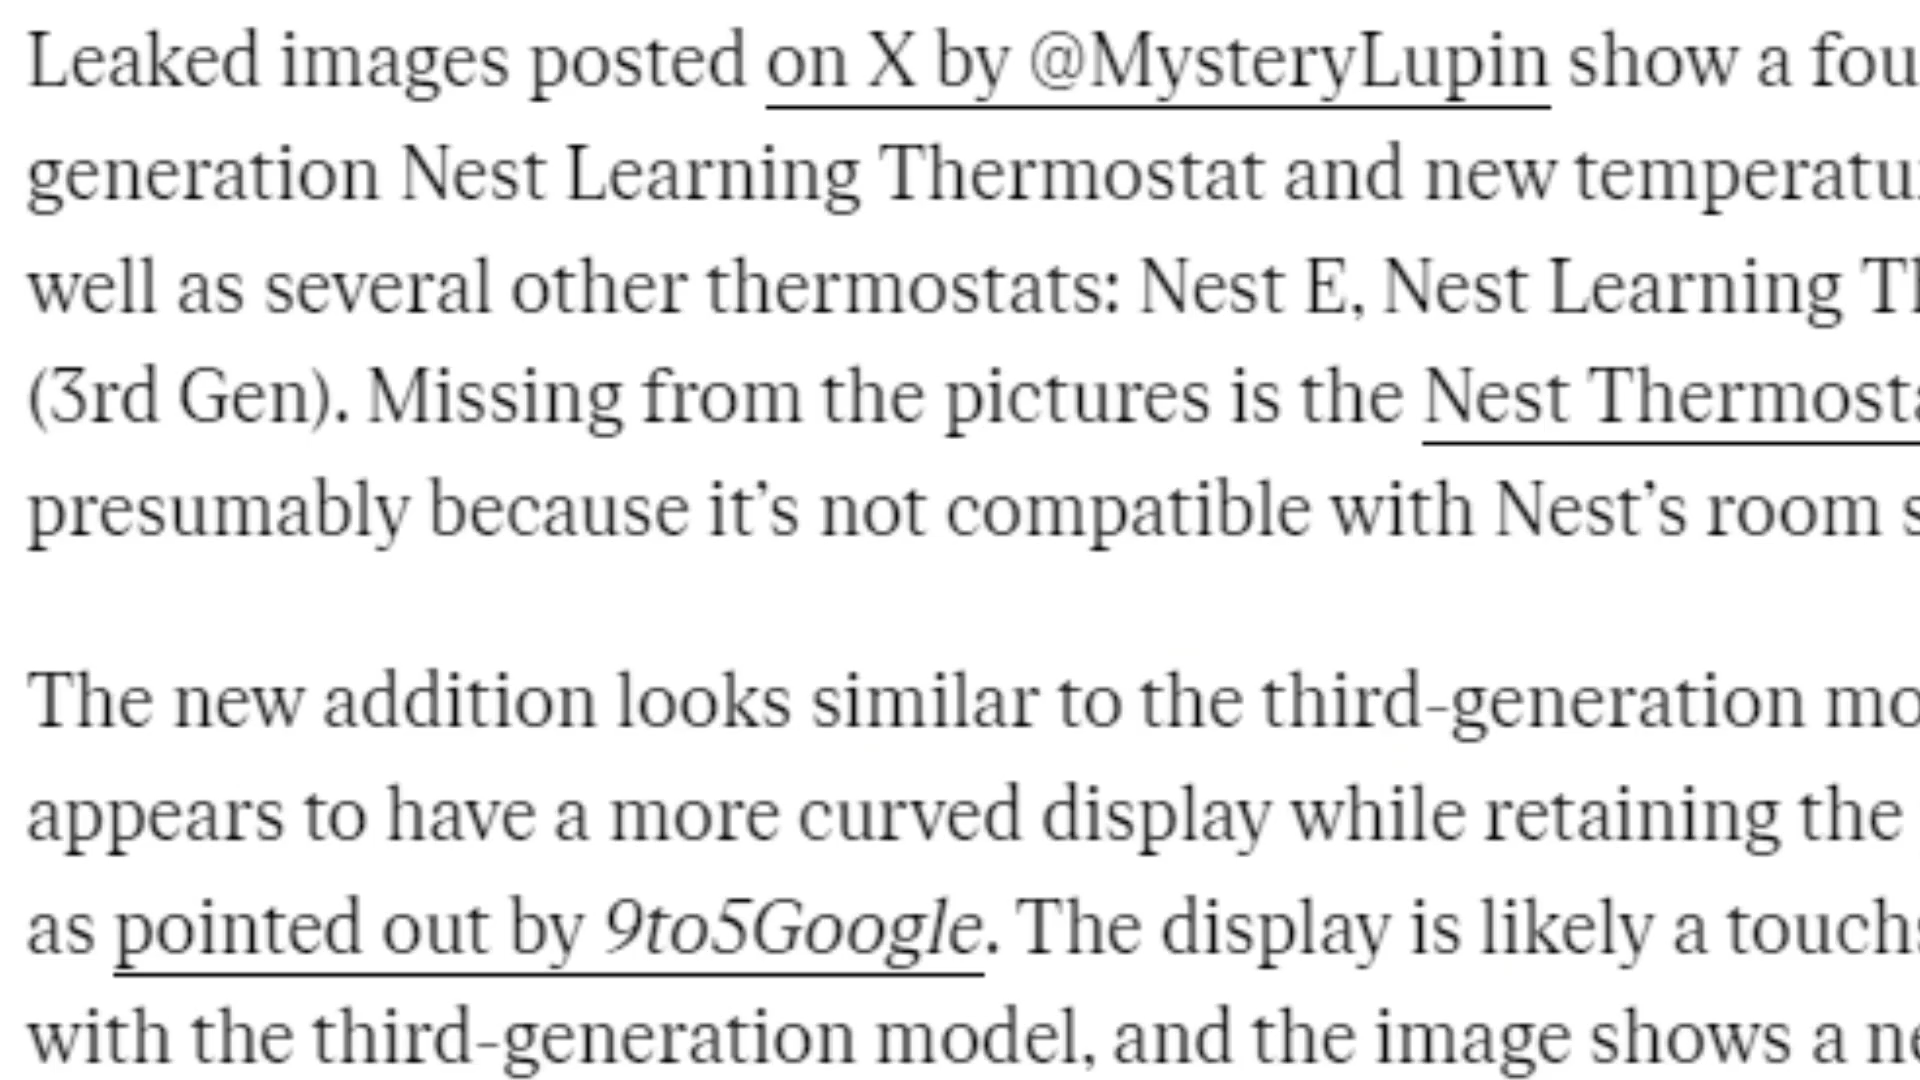 Leaked images posted on X by @MysteryLupin show a fou
generation Nest Learning Thermostat and new temperatu
well as several other thermostats: Nest E, Nest Learning Th
(3rd Gen). Missing from the pictures is the Nest Thermosta
presumably because it’s not compatible with Nest’s room s
The new addition looks similar to the third-generation mo
appears to have a more curved display while retaining the
as pointed out by 9to5Google. The display is likely a touchs
with the third-generation model, and the image shows a ne